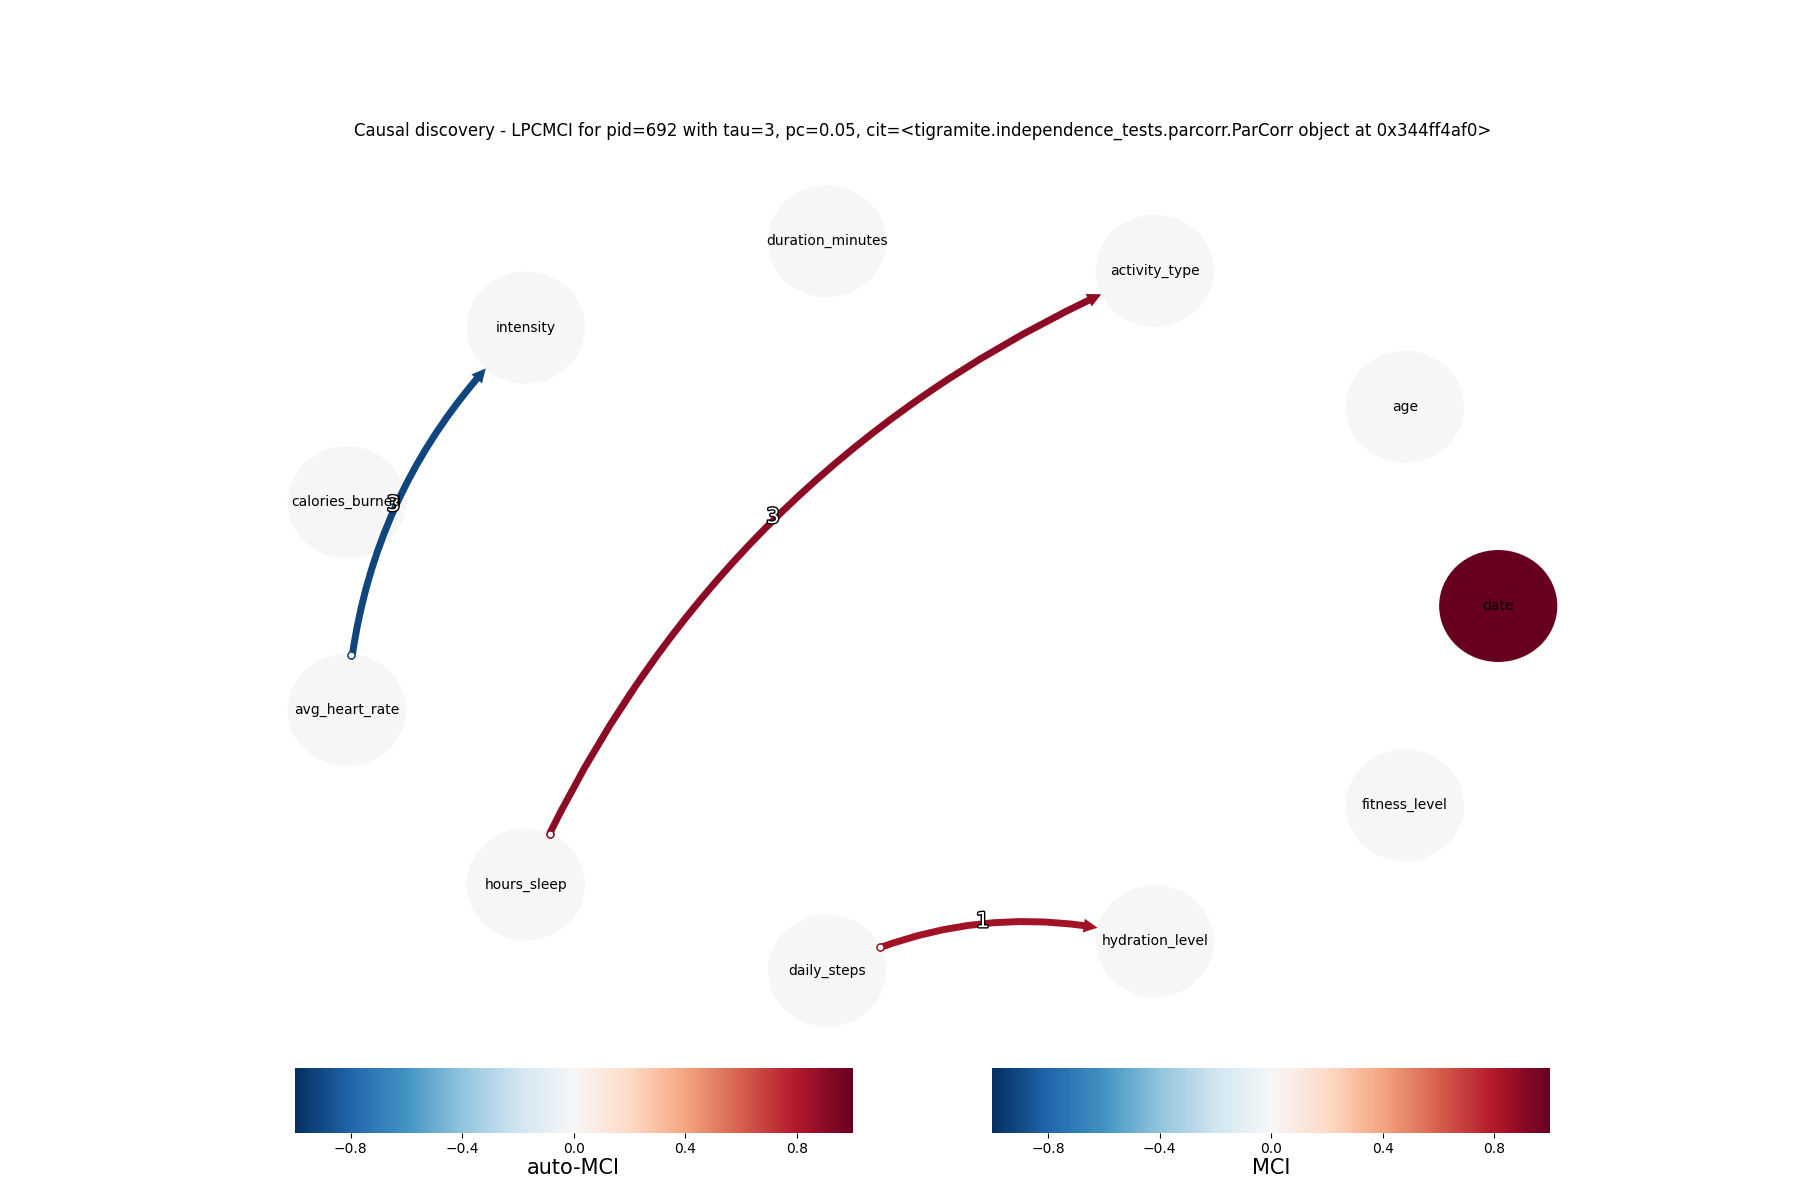 Causal discovery - LPCMCI for pid=692 with tau=3, pc=0.05, cit=<tigramite.independence_tests.parcorr.ParCorr object at 0x344ff4af0>
duration_minutes
activity_type
intensity
age
calories_burned
3
3
date
avg_heart_rate
fitness_level
hours_sleep
1
hydration_level
daily_steps
−0.8 −0.4 0.0 0.4 0.8
auto-MCI
−0.8 −0.4 0.0 0.4 0.8
MCI